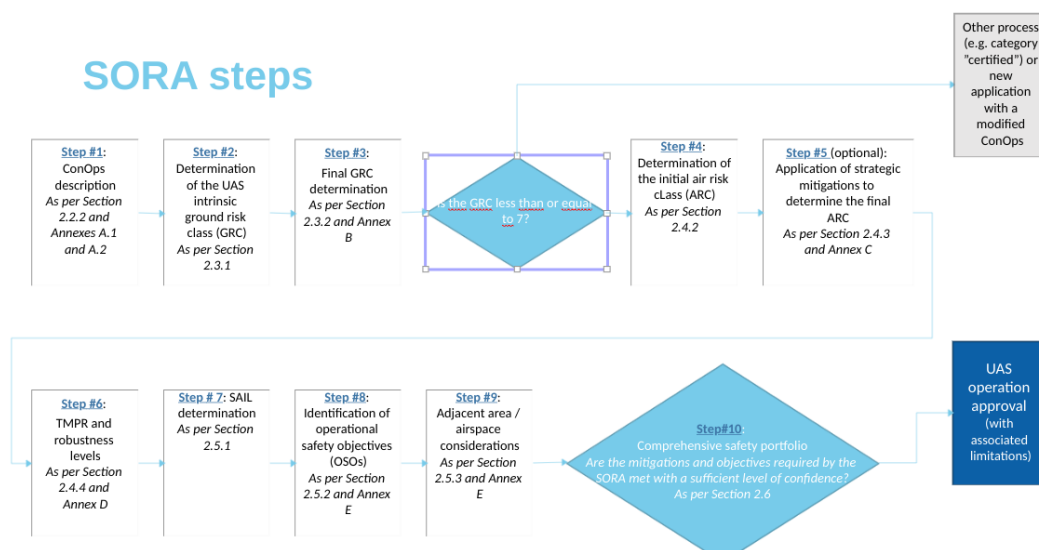 SORA steps
Other process
(e.g. category
"certified") or
new
application
with a
modified
ConOps
Step #1:
ConOps
description
As per Section
2.2.2 and
Annexes A.1
and A.2
Step #2:
Determination
of the UAS
intrinsic
ground risk
class (GRC)
As per Section
2.3.1
Step #3:
Final GRC
determination
As per Section
2.3.2 and Annex
B
Is the GRC less than or equal
to 7?
Step #4:
Determination of
the initial air risk
cLass (ARC)
As per Section
2.4.2
Step #5 (optional):
Application of strategic
mitigations to
determine the final
ARC
As per Section 2.4.3
and Annex C
Step #6:
TMPR and
robustness
levels
As per Section
2.4.4 and
Annex D
Step # 7: SAIL
determination
As per Section
2.5.1
Step #8:
Identification of
operational
safety objectives
(OSOs)
As per Section
2.5.2 and Annex
E
Step #9:
Adjacent area /
airspace
considerations
As per Section
2.5.3 and Annex
E
Step#10:
Comprehensive safety portfolio
Are the mitigations and objectives required by the
SORA met with a sufficient level of confidence?
As per Section 2.6
UAS
operation
approval
(with
associated
limitations)